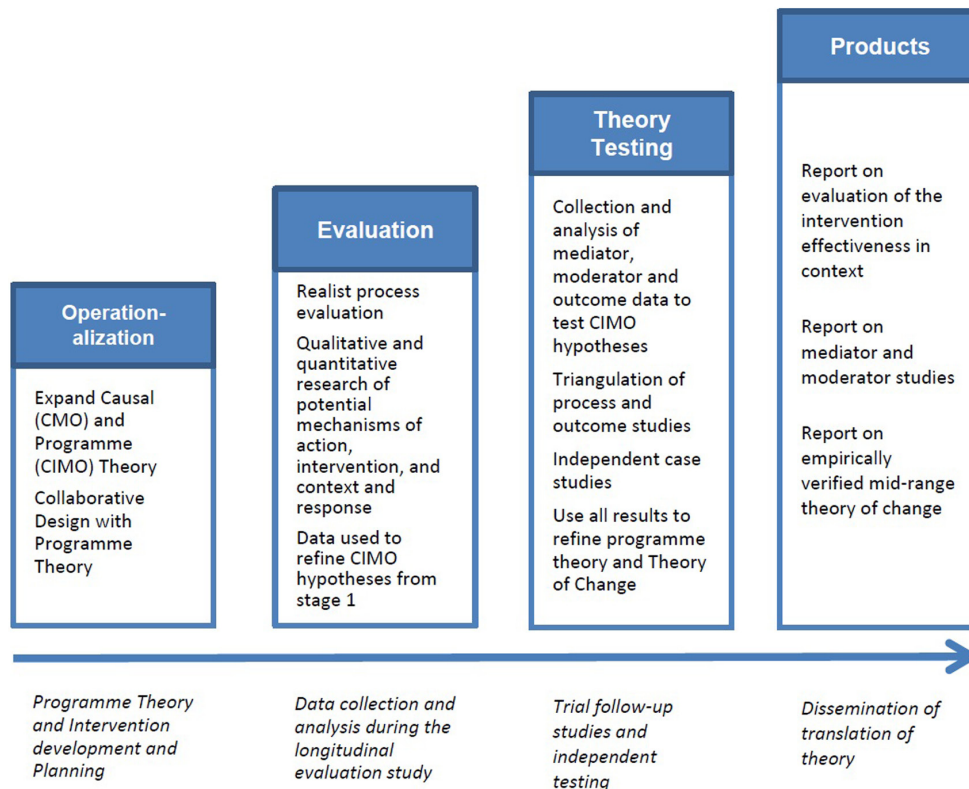 Operation-
alization
Expand Causal
(CMO) and
Programme
(CIMO) Theory
Collaborative
Design with
Programme
Theory
Evaluation
Realist process
evaluation
Qualitative and
quantitative
research of
potential
mechanisms of
action,
intervention, and
context and
response
Data used to
refine CIMO
hypotheses from
stage 1
Theory
Testing
Collection and
analysis of
mediator,
moderator and
outcome data to
test CIMO
hypotheses
Triangulation of
process and
outcome studies
Independent case
studies
Use all results to
refine programme
theory and Theory
of Change
Products
Report on
evaluation of the
intervention
effectiveness in
context
Report on
mediator and
moderator studies
Report on
empirically
verified mid-range
theory of change
Programme Theory
and Intervention
development and
Planning
Data collection and
analysis during the
longitudinal
evaluation study
Trial follow-up
studies and
independent
testing
Dissemination of
translation of
theory